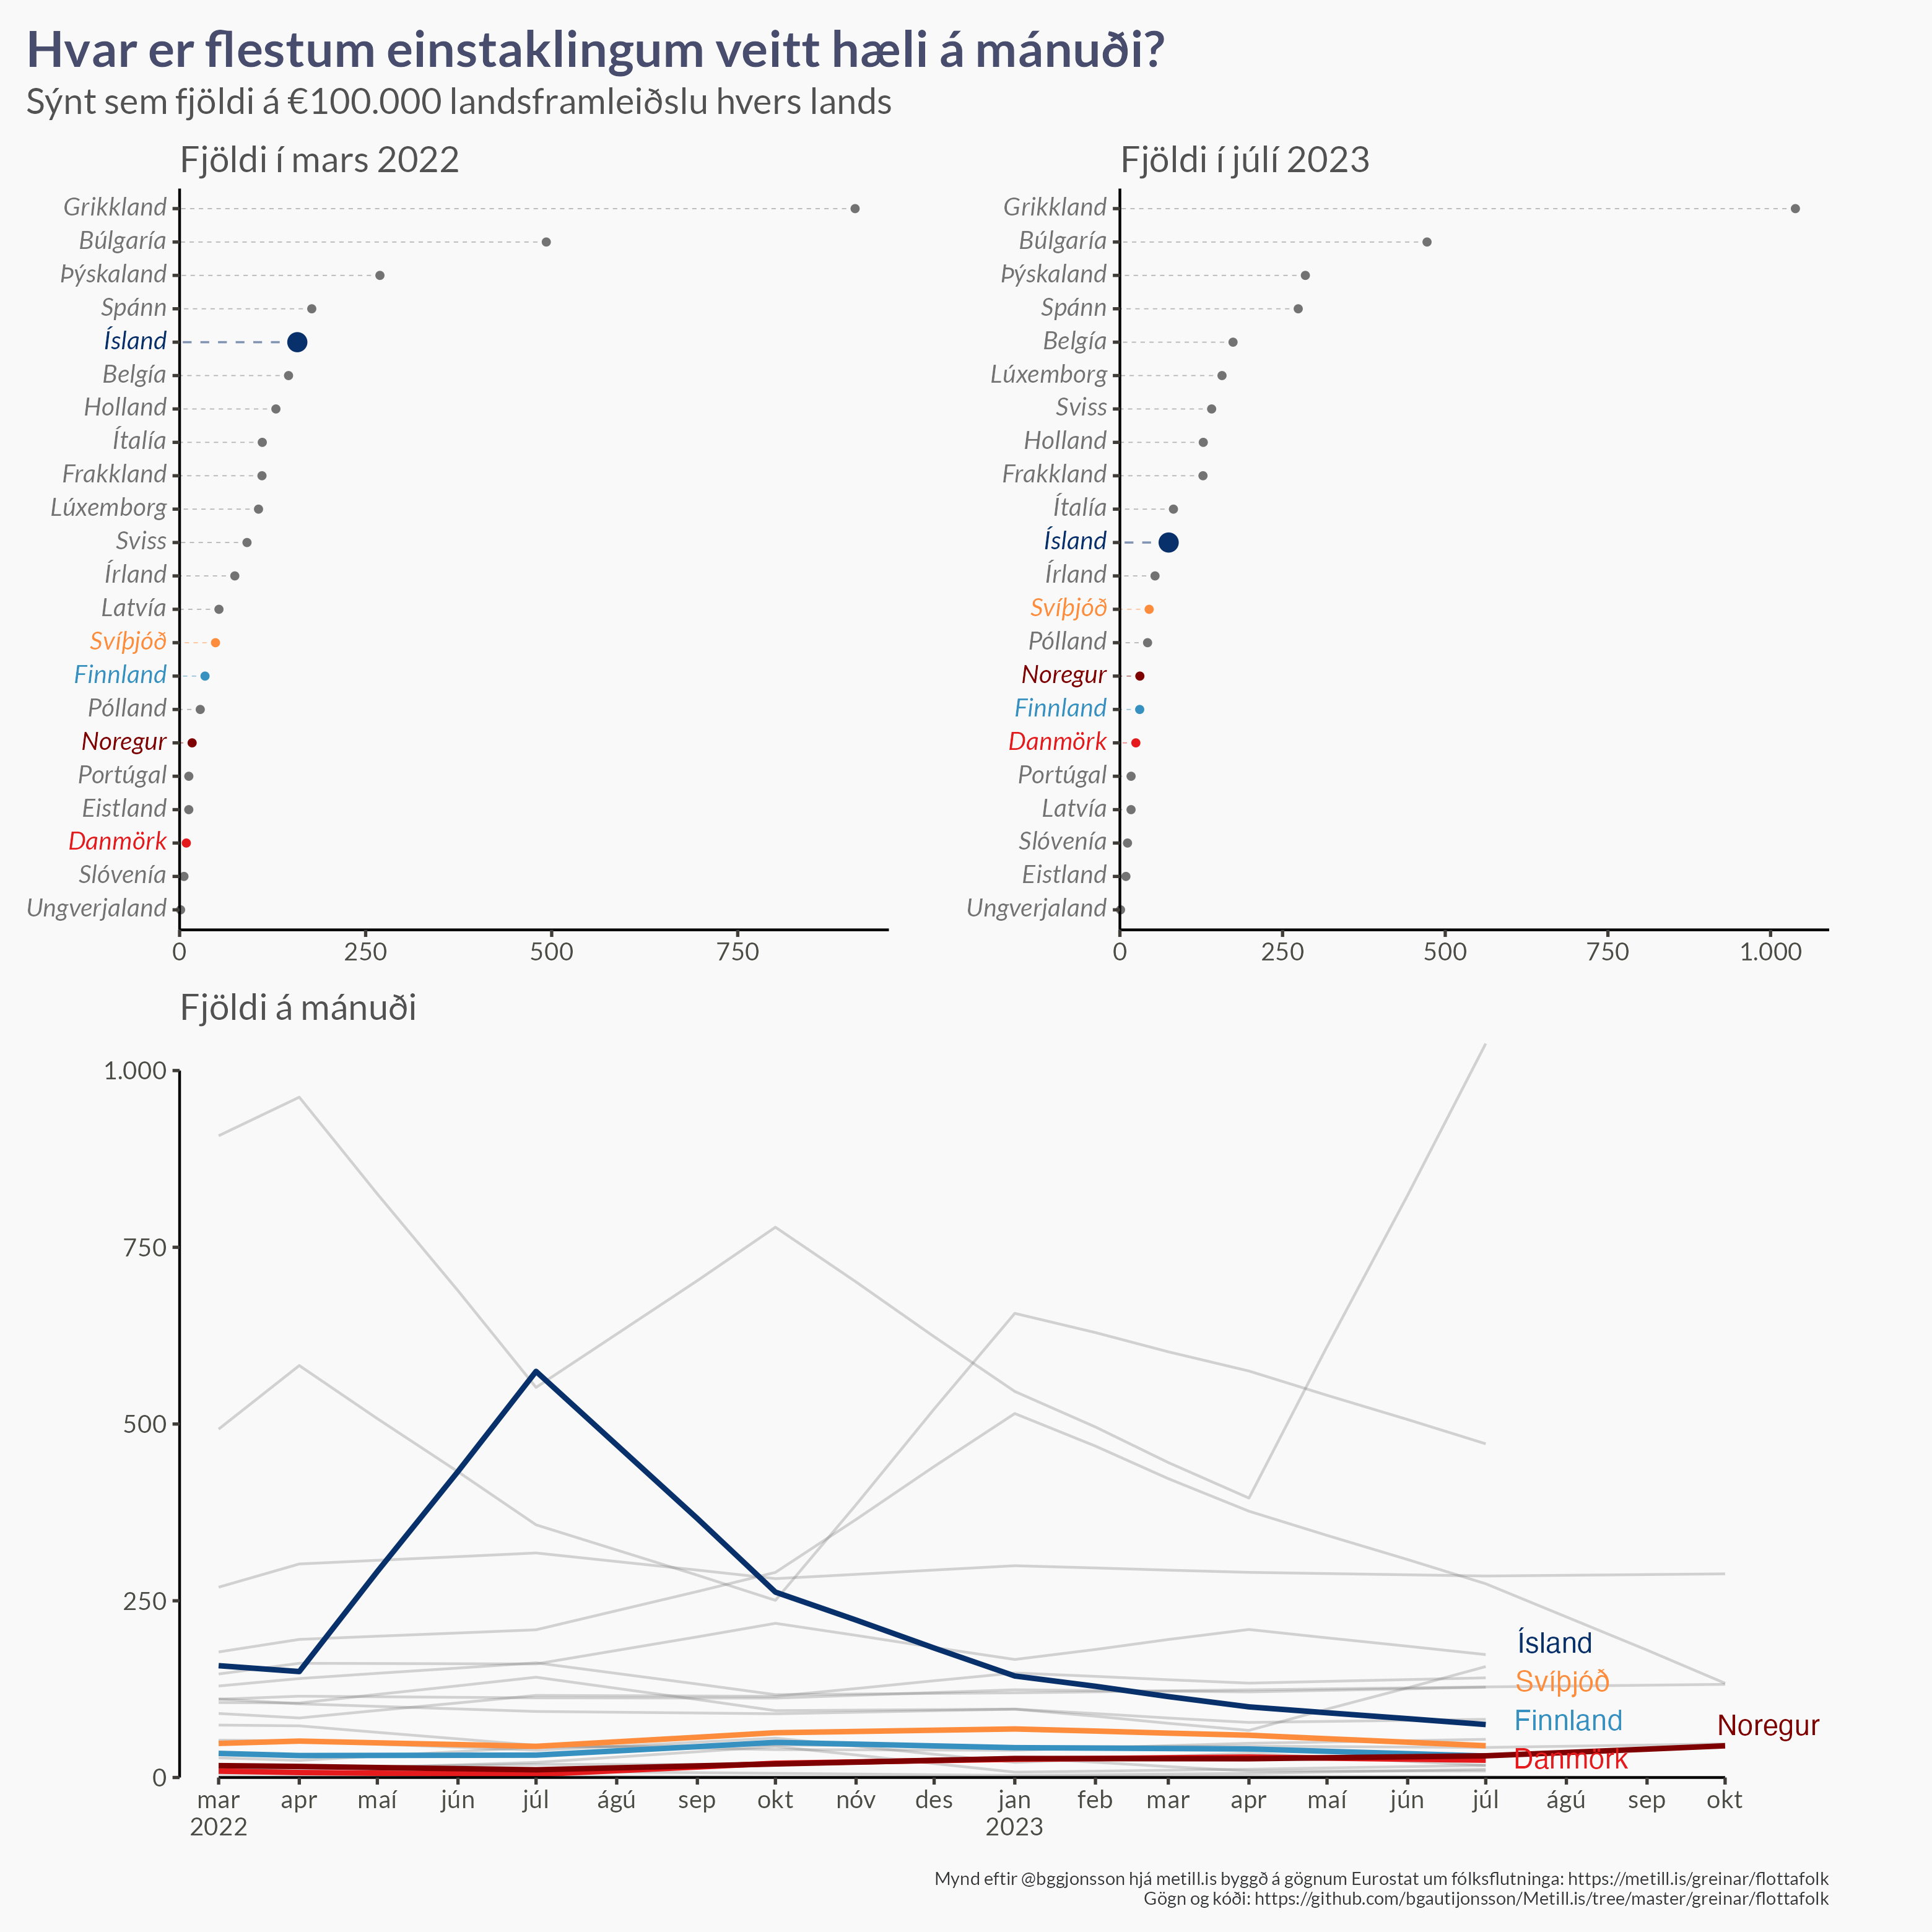 Hvar er flestum einstaklingum veitt hæli á mánuði?
Sýnt sem fjöldi á €100.000 landsframleiðslu hvers lands
Fjöldi í mars 2022
Grikkland
Búlgaría
Þýskaland
Spánn
Ísland
Belgía
Holland
Ítalía
Frakkland
Lúxemborg
Sviss
Írland
Latvía
Svíþjóð
Finnland
Pólland
Noregur
Portúgal
Eistland
Danmörk
Slóvenía
Ungverjaland
0 250 500 750
Fjöldi í júlí 2023
Grikkland
Búlgaría
Þýskaland
Spánn
Belgía
Lúxemborg
Sviss
Holland
Frakkland
Ítalía
Ísland
Írland
Svíþjóð
Pólland
Noregur
Finnland
Danmörk
Portúgal
Latvía
Slóvenía
Eistland
Ungverjaland
0 250 500 750 1.000
Fjöldi á mánuði
1.000
750
500
250
0
Ísland
Svíþjóð
Finnland
Noregur
Danmörk
mar apr maí jún júl ágú sep okt nóv des jan feb mar apr maí jún júl ágú sep okt
2022 2023
Mynd eftir @bggjonsson hjá metill.is byggð á gögnum Eurostat um fólksflutninga: https://metill.is/greinar/flottafolk
Gögn og kóði: https://github.com/bgautijonsson/Metill.is/tree/master/greinar/flottafolk